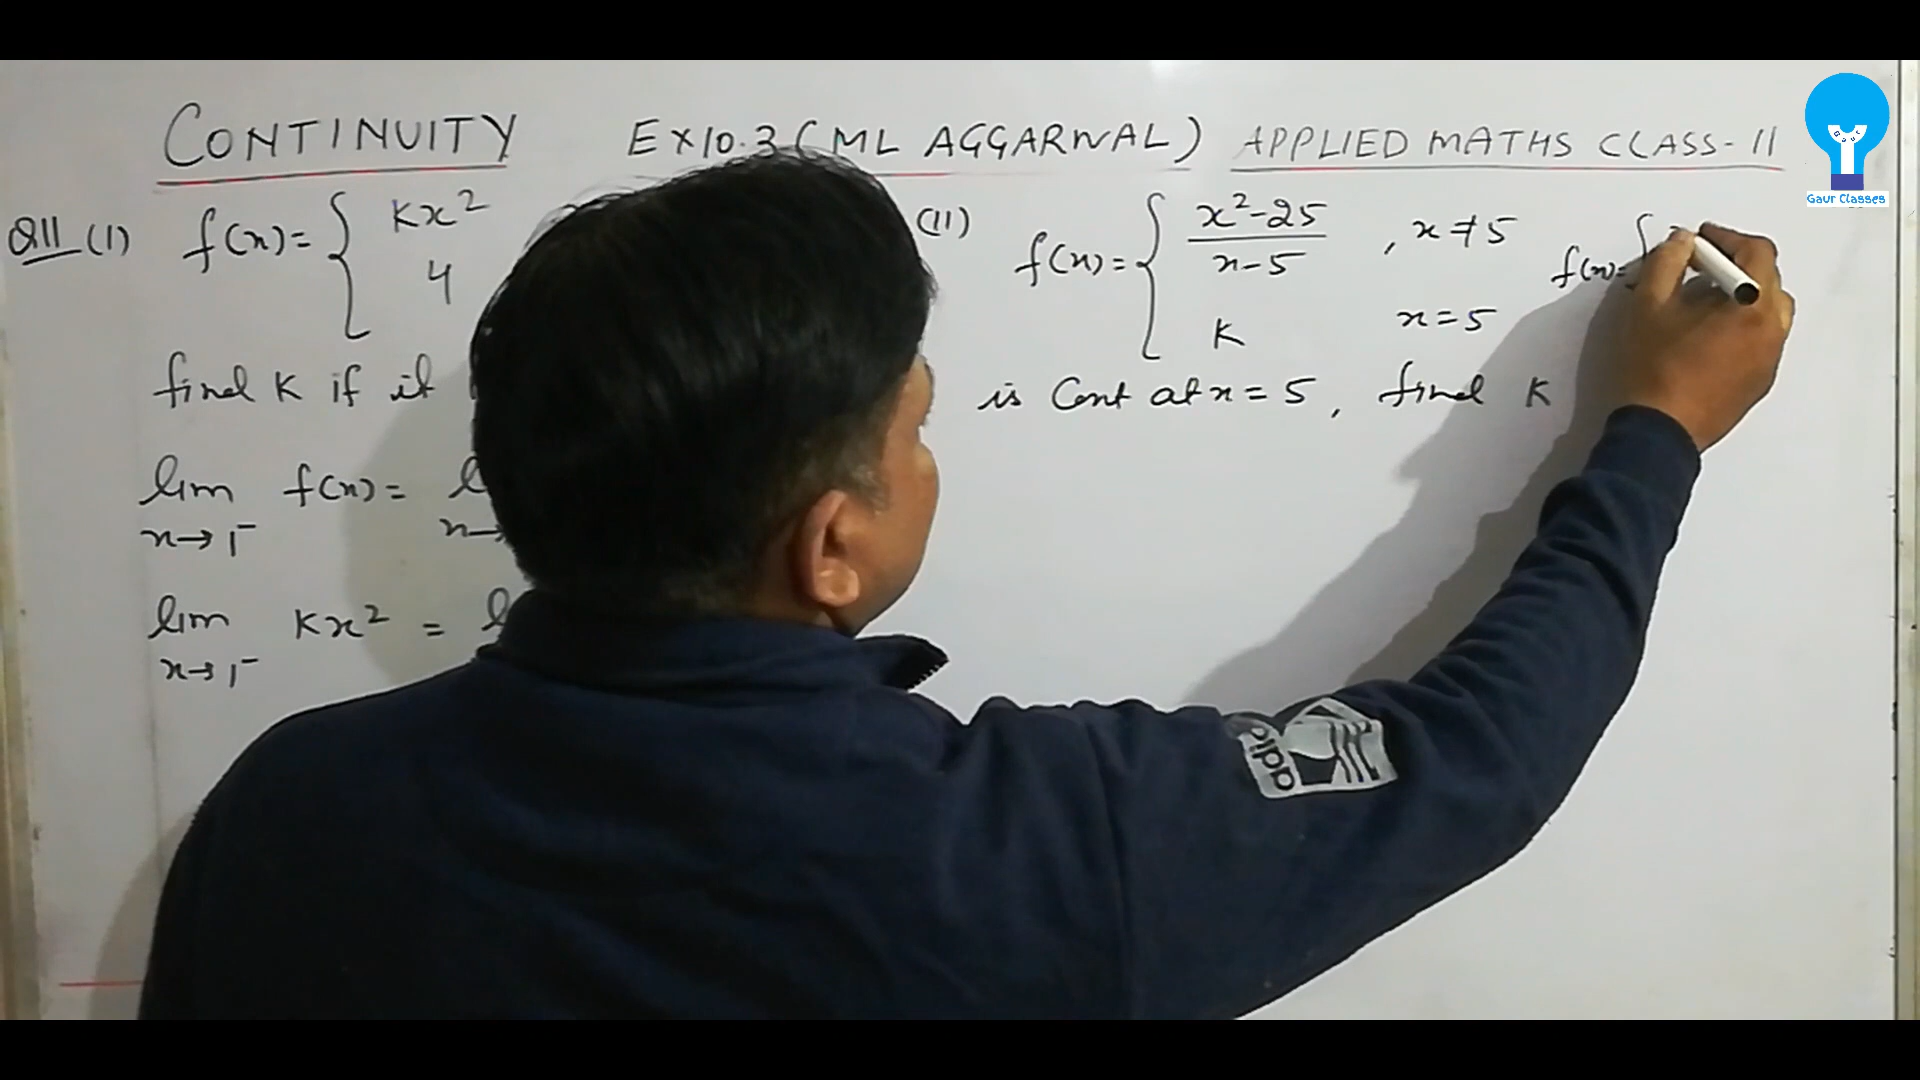 CONTINUITY EX10.3 (ML AGGARWAL) APPLIED MATHS CLASS-11
Gaur Classes
Q11 (I) f(x) = { kx²
4
find K if it
lim f(x) =
x→1⁻
lim kx² =
x→1⁻
(II) f(x) = { x²-25 / x-5 , x≠5
K x=5
is Cont at x=5, find K
f(x)= {
adid